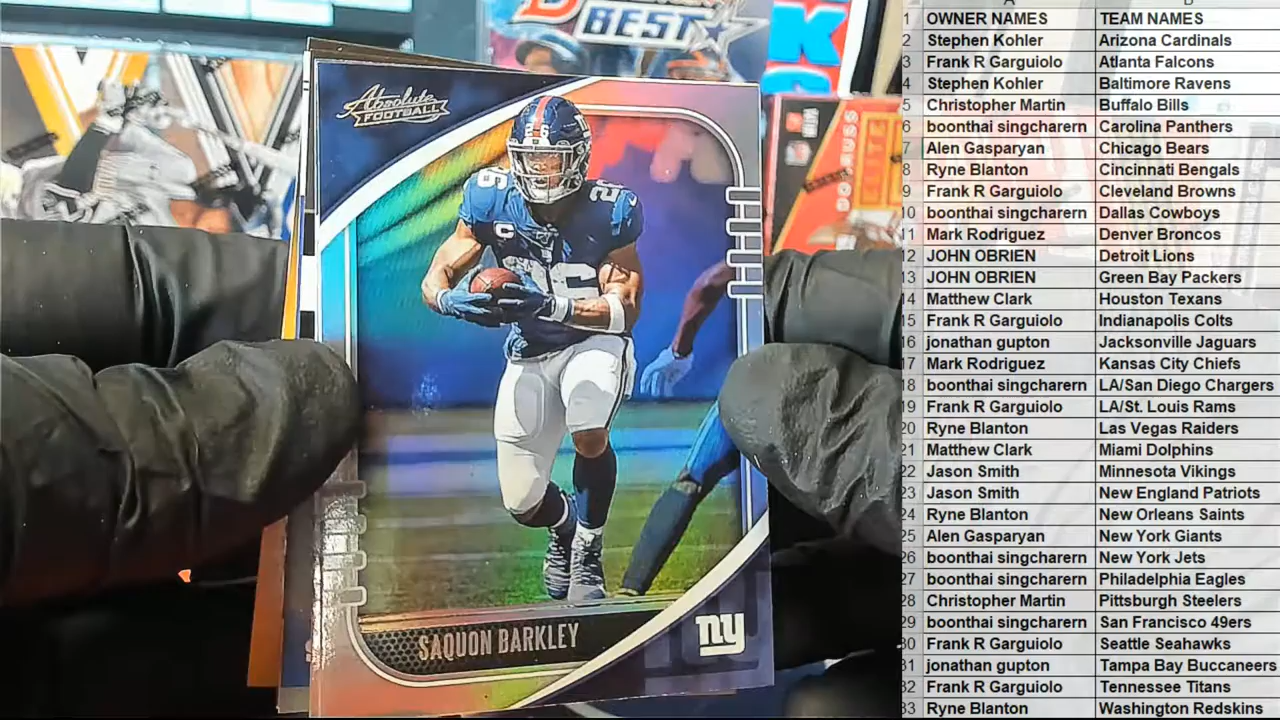 BEST
Absolute
FOOTBALL
DONRUSS
ELITE
26
26
26
C
SAQUON BARKLEY
ny
A
B
1 OWNER NAMES TEAM NAMES
2 Stephen Kohler Arizona Cardinals
3 Frank R Garguiolo Atlanta Falcons
4 Stephen Kohler Baltimore Ravens
5 Christopher Martin Buffalo Bills
6 boonthai singcharern Carolina Panthers
7 Alen Gasparyan Chicago Bears
8 Ryne Blanton Cincinnati Bengals
9 Frank R Garguiolo Cleveland Browns
10 boonthai singcharern Dallas Cowboys
11 Mark Rodriguez Denver Broncos
12 JOHN OBRIEN Detroit Lions
13 JOHN OBRIEN Green Bay Packers
14 Matthew Clark Houston Texans
15 Frank R Garguiolo Indianapolis Colts
16 jonathan gupton Jacksonville Jaguars
17 Mark Rodriguez Kansas City Chiefs
18 boonthai singcharern LA/San Diego Chargers
19 Frank R Garguiolo LA/St. Louis Rams
20 Ryne Blanton Las Vegas Raiders
21 Matthew Clark Miami Dolphins
22 Jason Smith Minnesota Vikings
23 Jason Smith New England Patriots
24 Ryne Blanton New Orleans Saints
25 Alen Gasparyan New York Giants
26 boonthai singcharern New York Jets
27 boonthai singcharern Philadelphia Eagles
28 Christopher Martin Pittsburgh Steelers
29 boonthai singcharern San Francisco 49ers
30 Frank R Garguiolo Seattle Seahawks
31 jonathan gupton Tampa Bay Buccaneers
32 Frank R Garguiolo Tennessee Titans
33 Ryne Blanton Washington Redskins